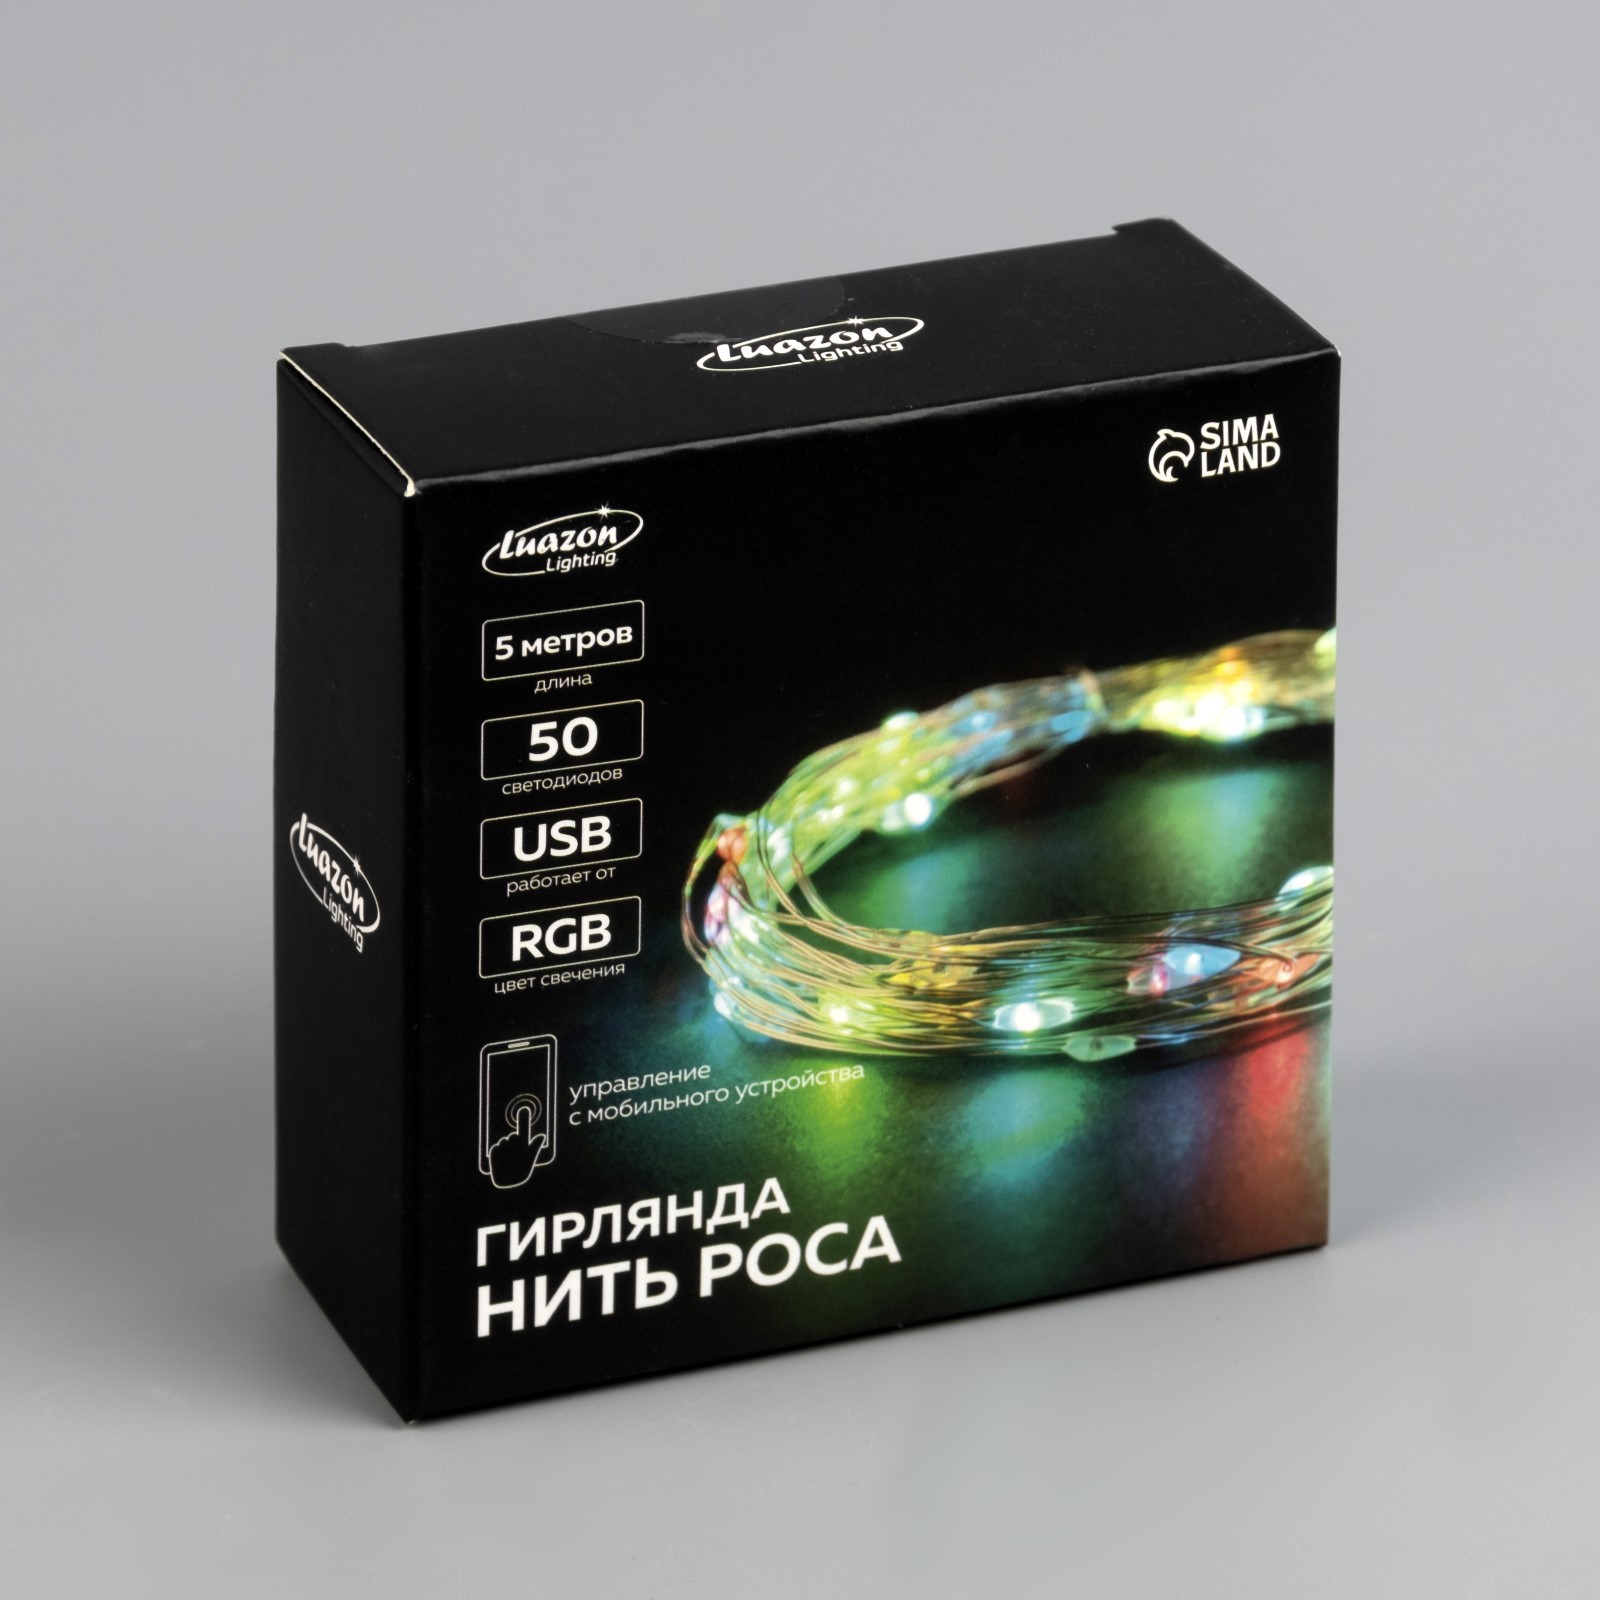 Luazon
Lighting
SIMA
LAND
Luazon
Lighting
5 метров
длина
50
светодиодов
USB
работает от
RGB
цвет свечения
управление
с мобильного устройства
ГИРЛЯНДА
НИТЬ РОСА
Luazon
Lighting